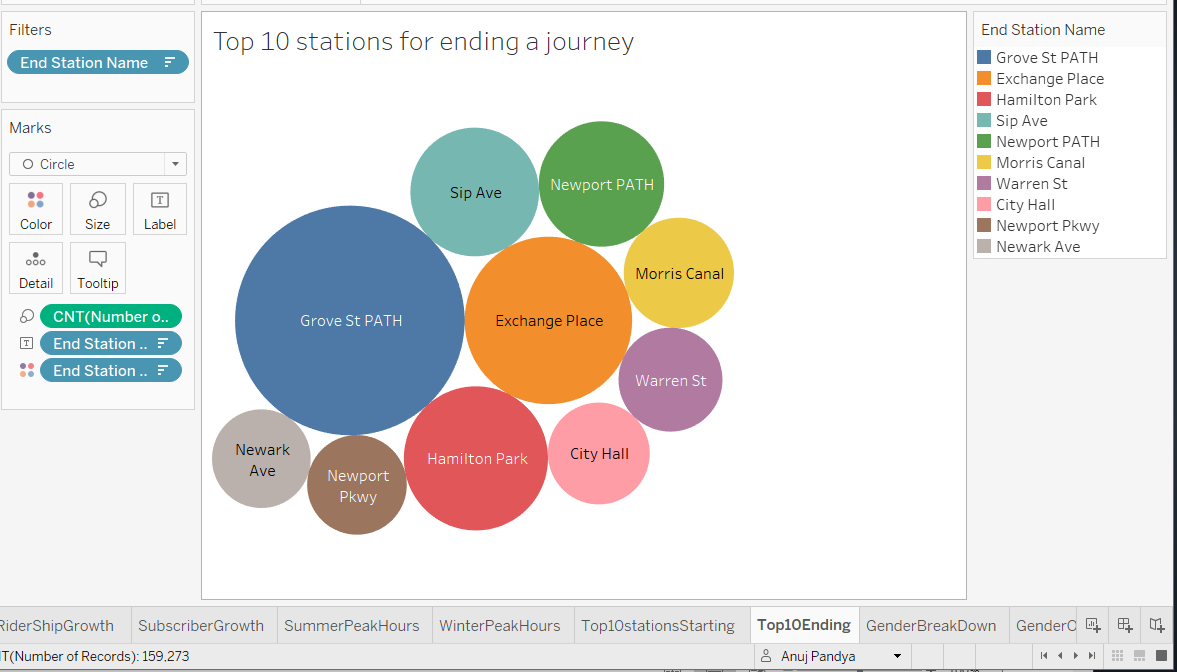 Filters
End Station Name
Marks
Circle
Color
Size
Label
Detail
Tooltip
CNT(Number o..
End Station ..
End Station ..
Top 10 stations for ending a journey
Sip Ave
Newport PATH
Morris Canal
Grove St PATH
Exchange Place
Warren St
Newark
Ave
Newport
Pkwy
Hamilton Park
City Hall
End Station Name
Grove St PATH
Exchange Place
Hamilton Park
Sip Ave
Newport PATH
Morris Canal
Warren St
City Hall
Newport Pkwy
Newark Ave
RiderShipGrowth
SubscriberGrowth
SummerPeakHours
WinterPeakHours
Top10stationsStarting
Top10Ending
GenderBreakDown
GenderO
T(Number of Records): 159,273
Anuj Pandya